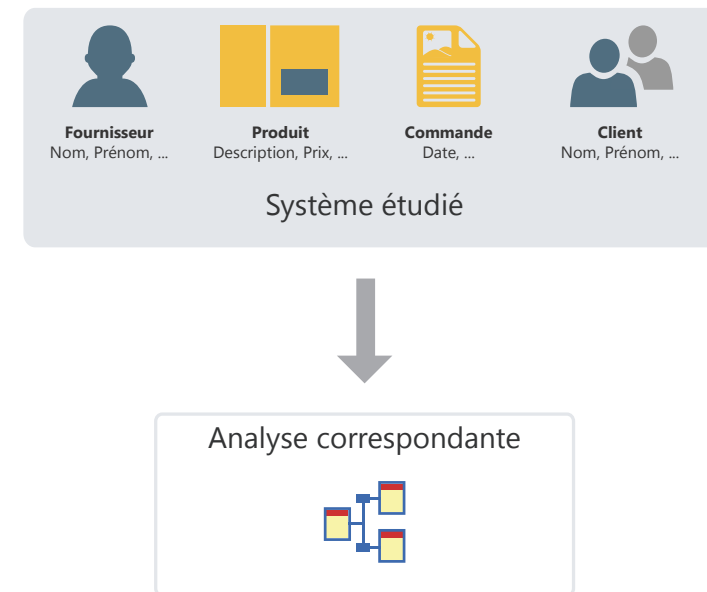 Fournisseur
Nom, Prénom, ...
Produit
Description, Prix, ...
Commande
Date, ...
Client
Nom, Prénom, ...
Système étudié
Analyse correspondante